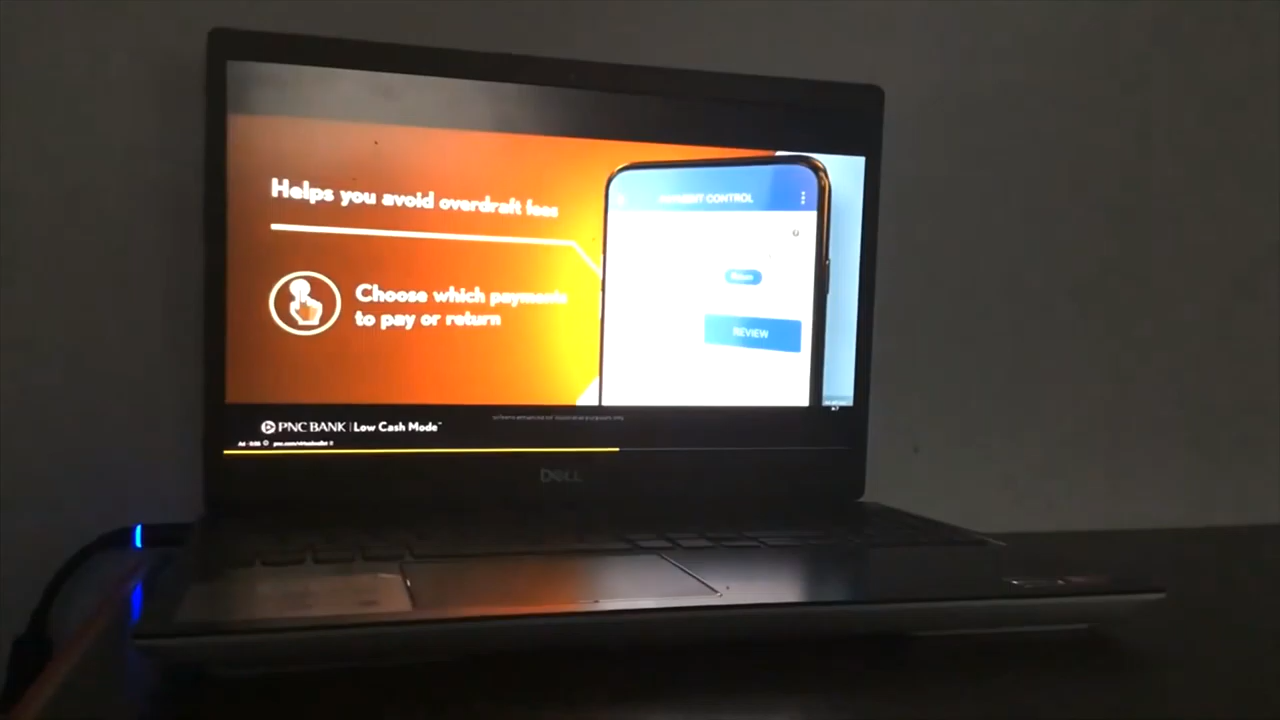 Helps you avoid overdraft fees
PAYMENT CONTROL
Return
Choose which payments
to pay or return
REVIEW
PNC BANK | Low Cash Mode
DELL